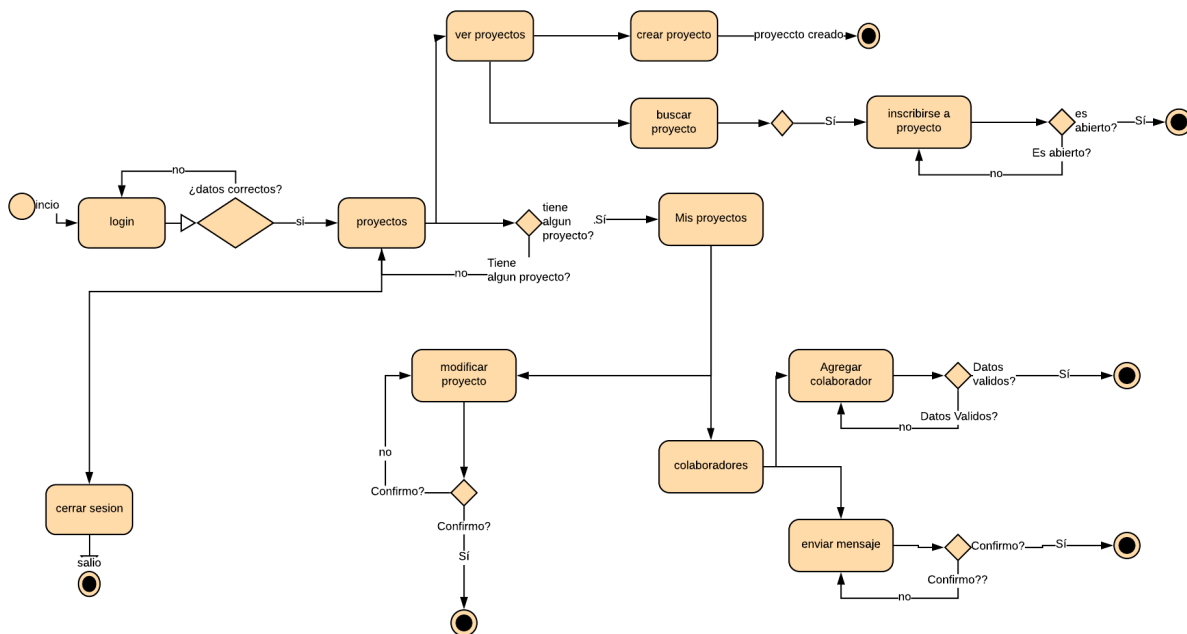 ver proyectos
crear proyecto
proyeccto creado
buscar
proyecto
Sí
inscribirse a
proyecto
es
abierto?
Sí
Es abierto?
no
no
¿datos correctos?
incio
login
si
proyectos
tiene
algun
proyecto?
Sí
Mis proyectos
Tiene
algun proyecto?
no
modificar
proyecto
no
Confirmo?
Confirmo?
Sí
Agregar
colaborador
Datos
validos?
Sí
Datos Validos?
no
colaboradores
cerrar sesion
salio
enviar mensaje
Confirmo?
Sí
Confirmo??
no